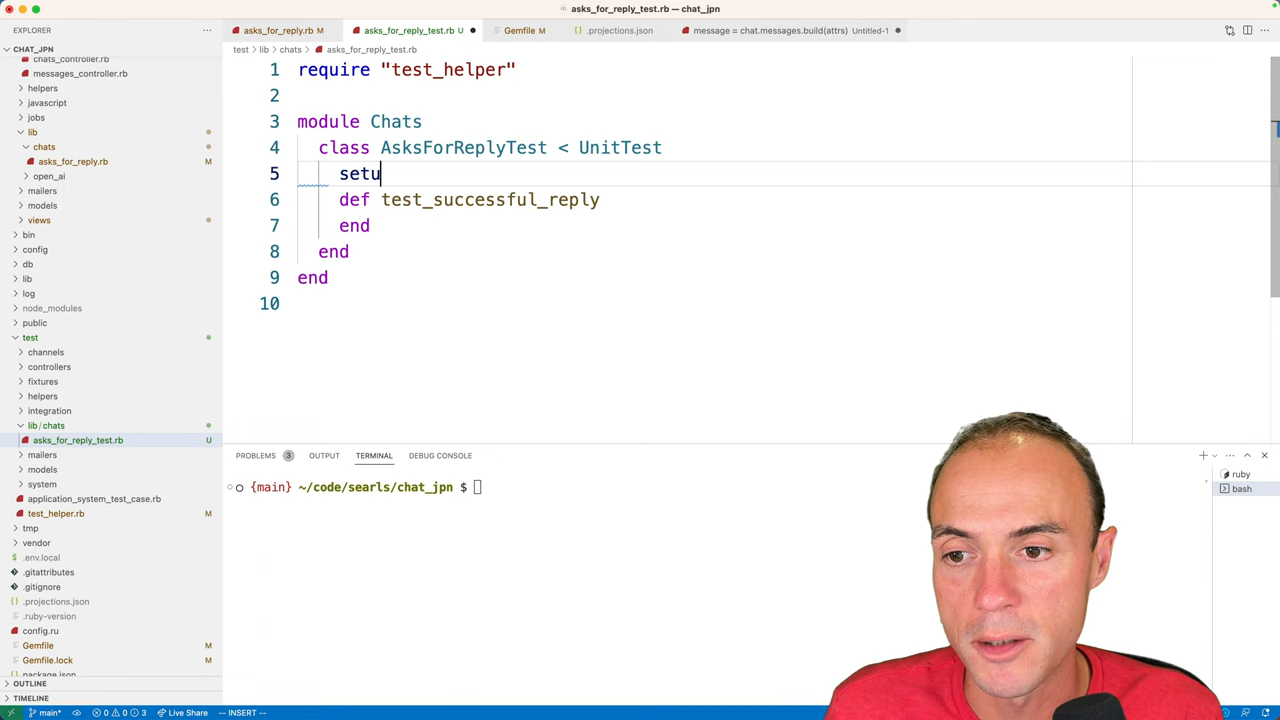 asks_for_reply_test.rb — chat_jpn
EXPLORER
asks_for_reply.rb M
asks_for_reply_test.rb U
Gemfile M
.projections.json
message = chat.messages.build(attrs) Untitled-1
CHAT_JPN
test lib chats asks_for_reply_test.rb
chats_controller.rb
messages_controller.rb
helpers
javascript
jobs
lib
chats
asks_for_reply.rb M
open_ai
mailers
models
views
bin
config
db
lib
log
node_modules
public
test
channels
controllers
fixtures
helpers
integration
lib / chats
asks_for_reply_test.rb U
mailers
models
system
application_system_test_case.rb
test_helper.rb M
tmp
vendor
.env.local
.gitattributes
.gitignore
.projections.json
.ruby-version
config.ru
Gemfile M
Gemfile.lock M
package.json
OUTLINE
TIMELINE
1 require "test_helper"
2
3 module Chats
4 class AsksForReplyTest < UnitTest
5 setu
6 def test_successful_reply
7 end
8 end
9 end
10
PROBLEMS 3 OUTPUT TERMINAL DEBUG CONSOLE
{main} ~/code/searls/chat_jpn $
ruby
bash
main* 0 0 3 Live Share -- INSERT --